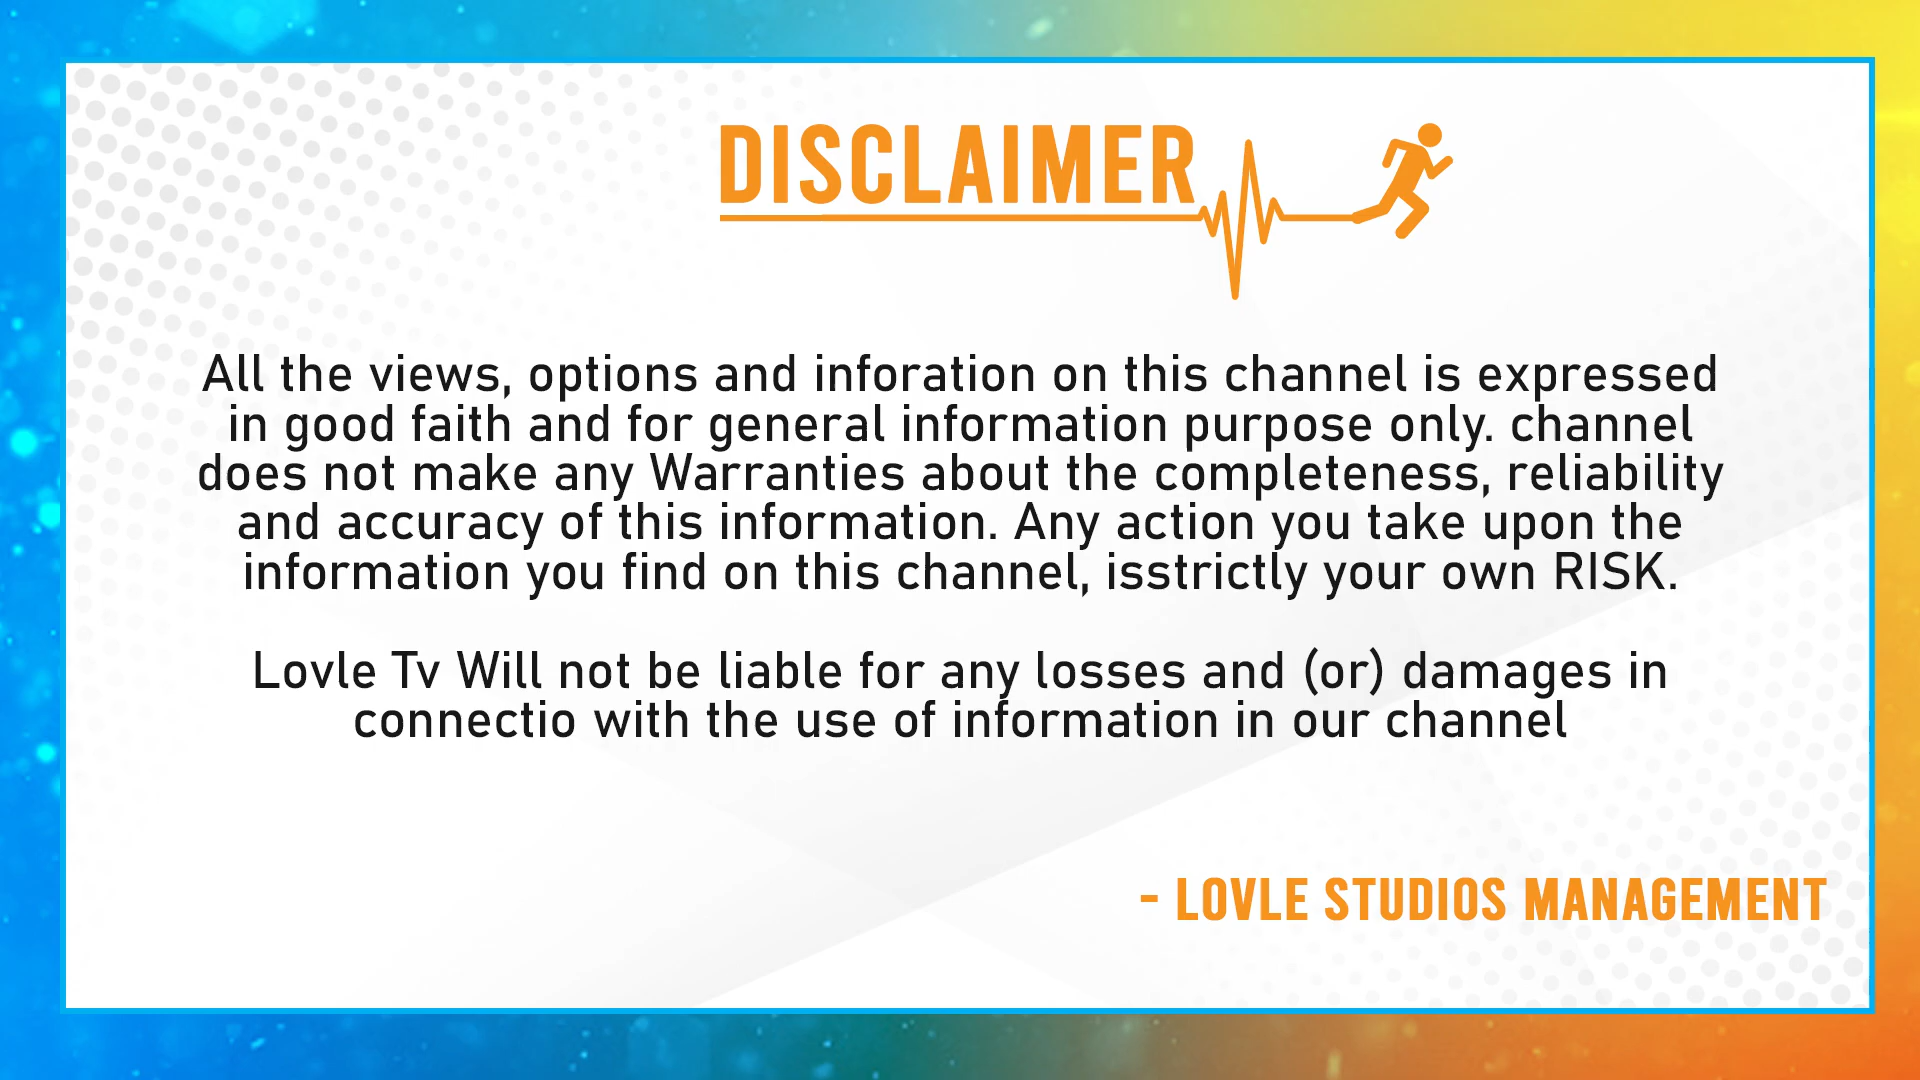 DISCLAIMER
All the views, options and inforation on this channel is expressed
in good faith and for general information purpose only. channel
does not make any Warranties about the completeness, reliability
and accuracy of this information. Any action you take upon the
information you find on this channel, isstrictly your own RISK.
Lovle Tv Will not be liable for any losses and (or) damages in
connectio with the use of information in our channel
- LOVLE STUDIOS MANAGEMENT